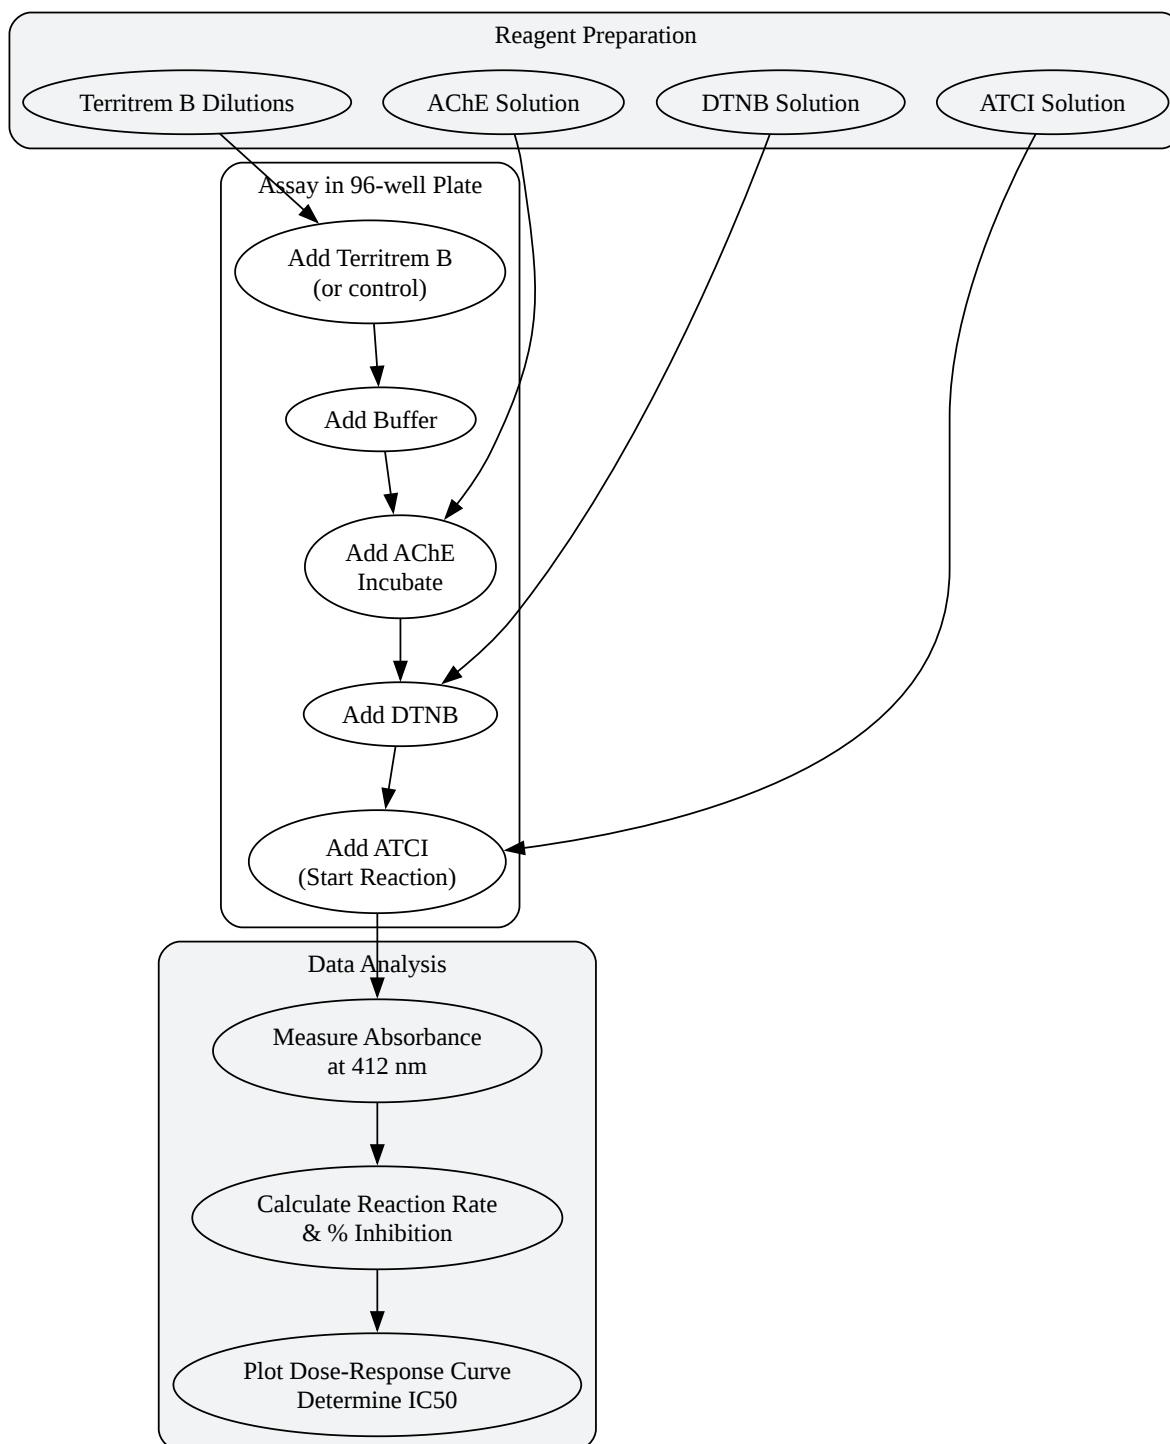 Reagent Preparation
Territrem B Dilutions
AChE Solution
DTNB Solution
ATCI Solution
Assay in 96-well Plate
Add Territrem B
(or control)
Add Buffer
Add AChE
Incubate
Add DTNB
Add ATCI
(Start Reaction)
Data Analysis
Measure Absorbance
at 412 nm
Calculate Reaction Rate
& % Inhibition
Plot Dose-Response Curve
Determine IC50